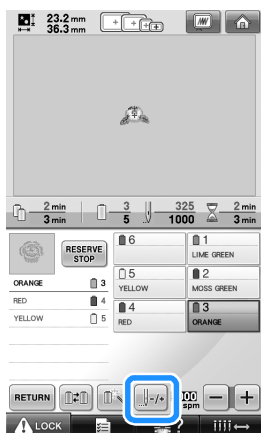 23.2 mm
36.3 mm
2 min
3 min
3
5
325
1000
2 min
3 min
RESERVE
STOP
6
1
LIME GREEN
5
YELLOW
2
MOSS GREEN
4
RED
3
ORANGE
ORANGE 3
RED 4
YELLOW 5
RETURN
-/+
00
spm
- +
LOCK
?